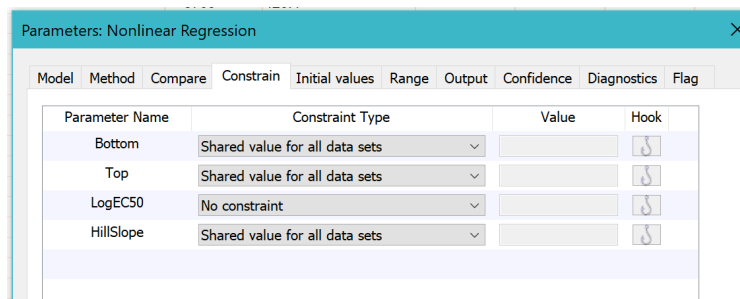 Parameters: Nonlinear Regression
Model Method Compare Constrain Initial values Range Output Confidence Diagnostics Flag
Parameter Name Constraint Type Value Hook
Bottom Shared value for all data sets
Top Shared value for all data sets
LogEC50 No constraint
HillSlope Shared value for all data sets